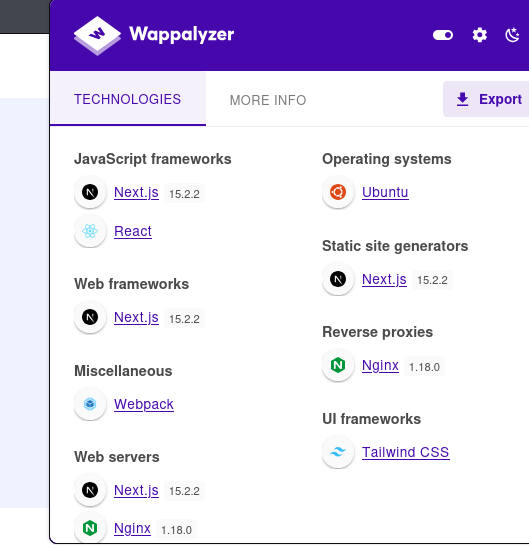 Wappalyzer
TECHNOLOGIES
MORE INFO
Export
JavaScript frameworks
Next.js 15.2.2
React
Web frameworks
Next.js 15.2.2
Miscellaneous
Webpack
Web servers
Next.js 15.2.2
Nginx 1.18.0
Operating systems
Ubuntu
Static site generators
Next.js 15.2.2
Reverse proxies
Nginx 1.18.0
UI frameworks
Tailwind CSS